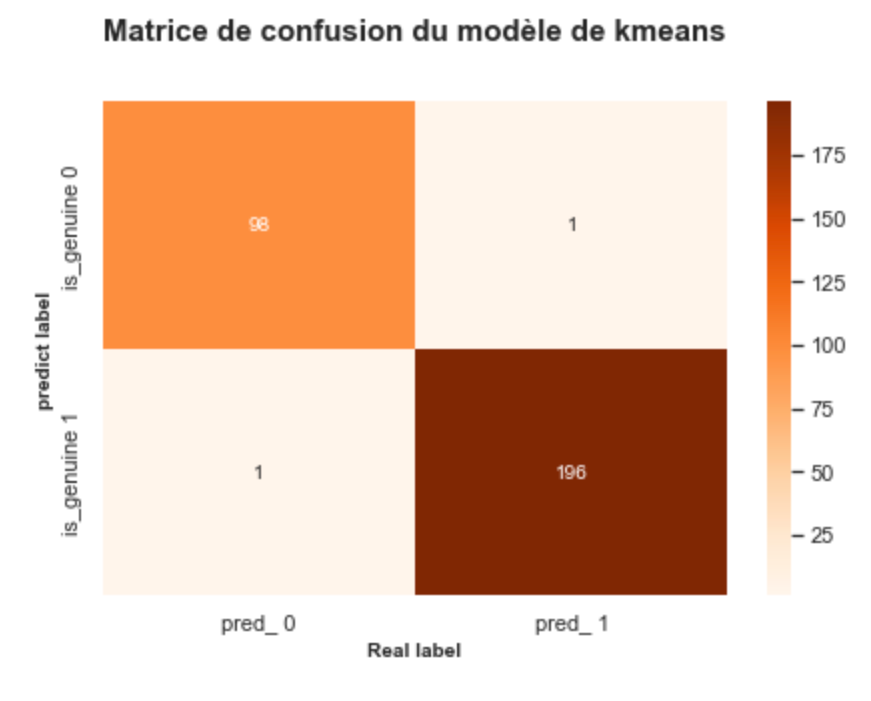 Matrice de confusion du modèle de kmeans
is_genuine 0
98
1
175
150
125
100
75
50
25
predict label
is_genuine 1
1
196
pred_ 0
pred_ 1
Real label